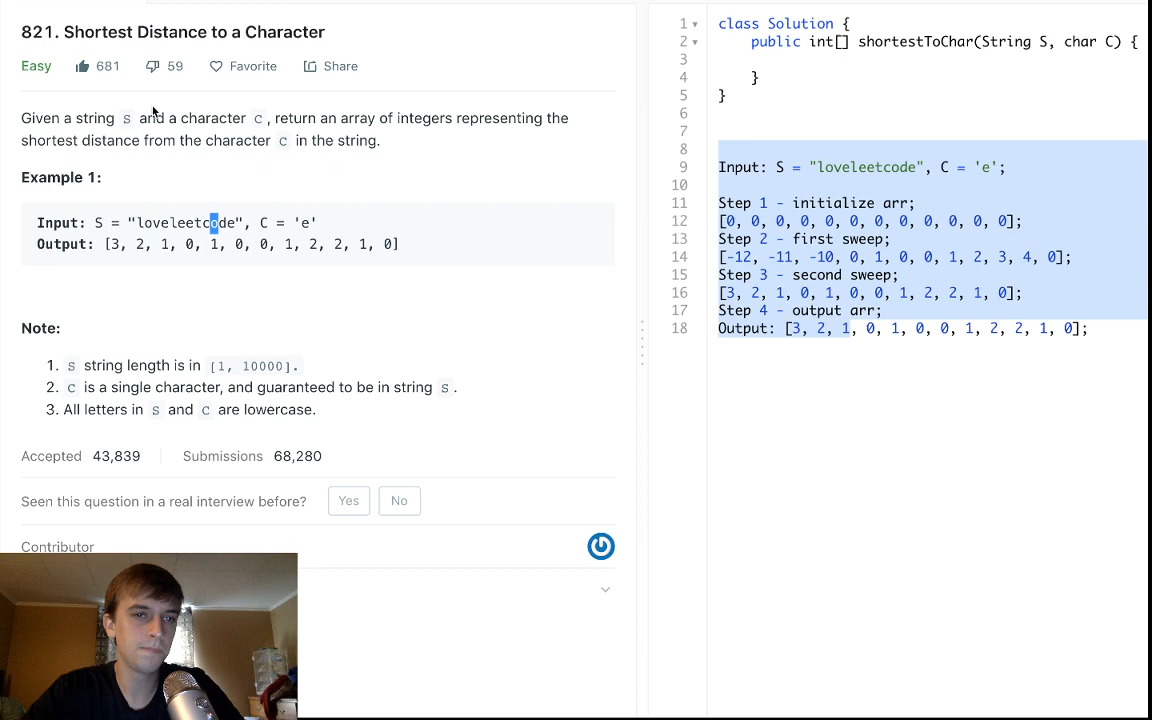 821. Shortest Distance to a Character
Easy 681 59 Favorite Share
Given a string S and a character C, return an array of integers representing the
shortest distance from the character C in the string.
Example 1:
Input: S = "loveleetcode", C = 'e'
Output: [3, 2, 1, 0, 1, 0, 0, 1, 2, 2, 1, 0]
Note:
1. S string length is in [1, 10000].
2. C is a single character, and guaranteed to be in string S.
3. All letters in S and C are lowercase.
Accepted 43,839 Submissions 68,280
Seen this question in a real interview before? Yes No
Contributor
1 class Solution {
2 public int[] shortestToChar(String S, char C) {
3
4 }
5 }
6
7
8
9 Input: S = "loveleetcode", C = 'e';
10
11 Step 1 - initialize arr;
12 [0, 0, 0, 0, 0, 0, 0, 0, 0, 0, 0, 0];
13 Step 2 - first sweep;
14 [-12, -11, -10, 0, 1, 0, 0, 1, 2, 3, 4, 0];
15 Step 3 - second sweep;
16 [3, 2, 1, 0, 1, 0, 0, 1, 2, 2, 1, 0];
17 Step 4 - output arr;
18 Output: [3, 2, 1, 0, 1, 0, 0, 1, 2, 2, 1, 0];